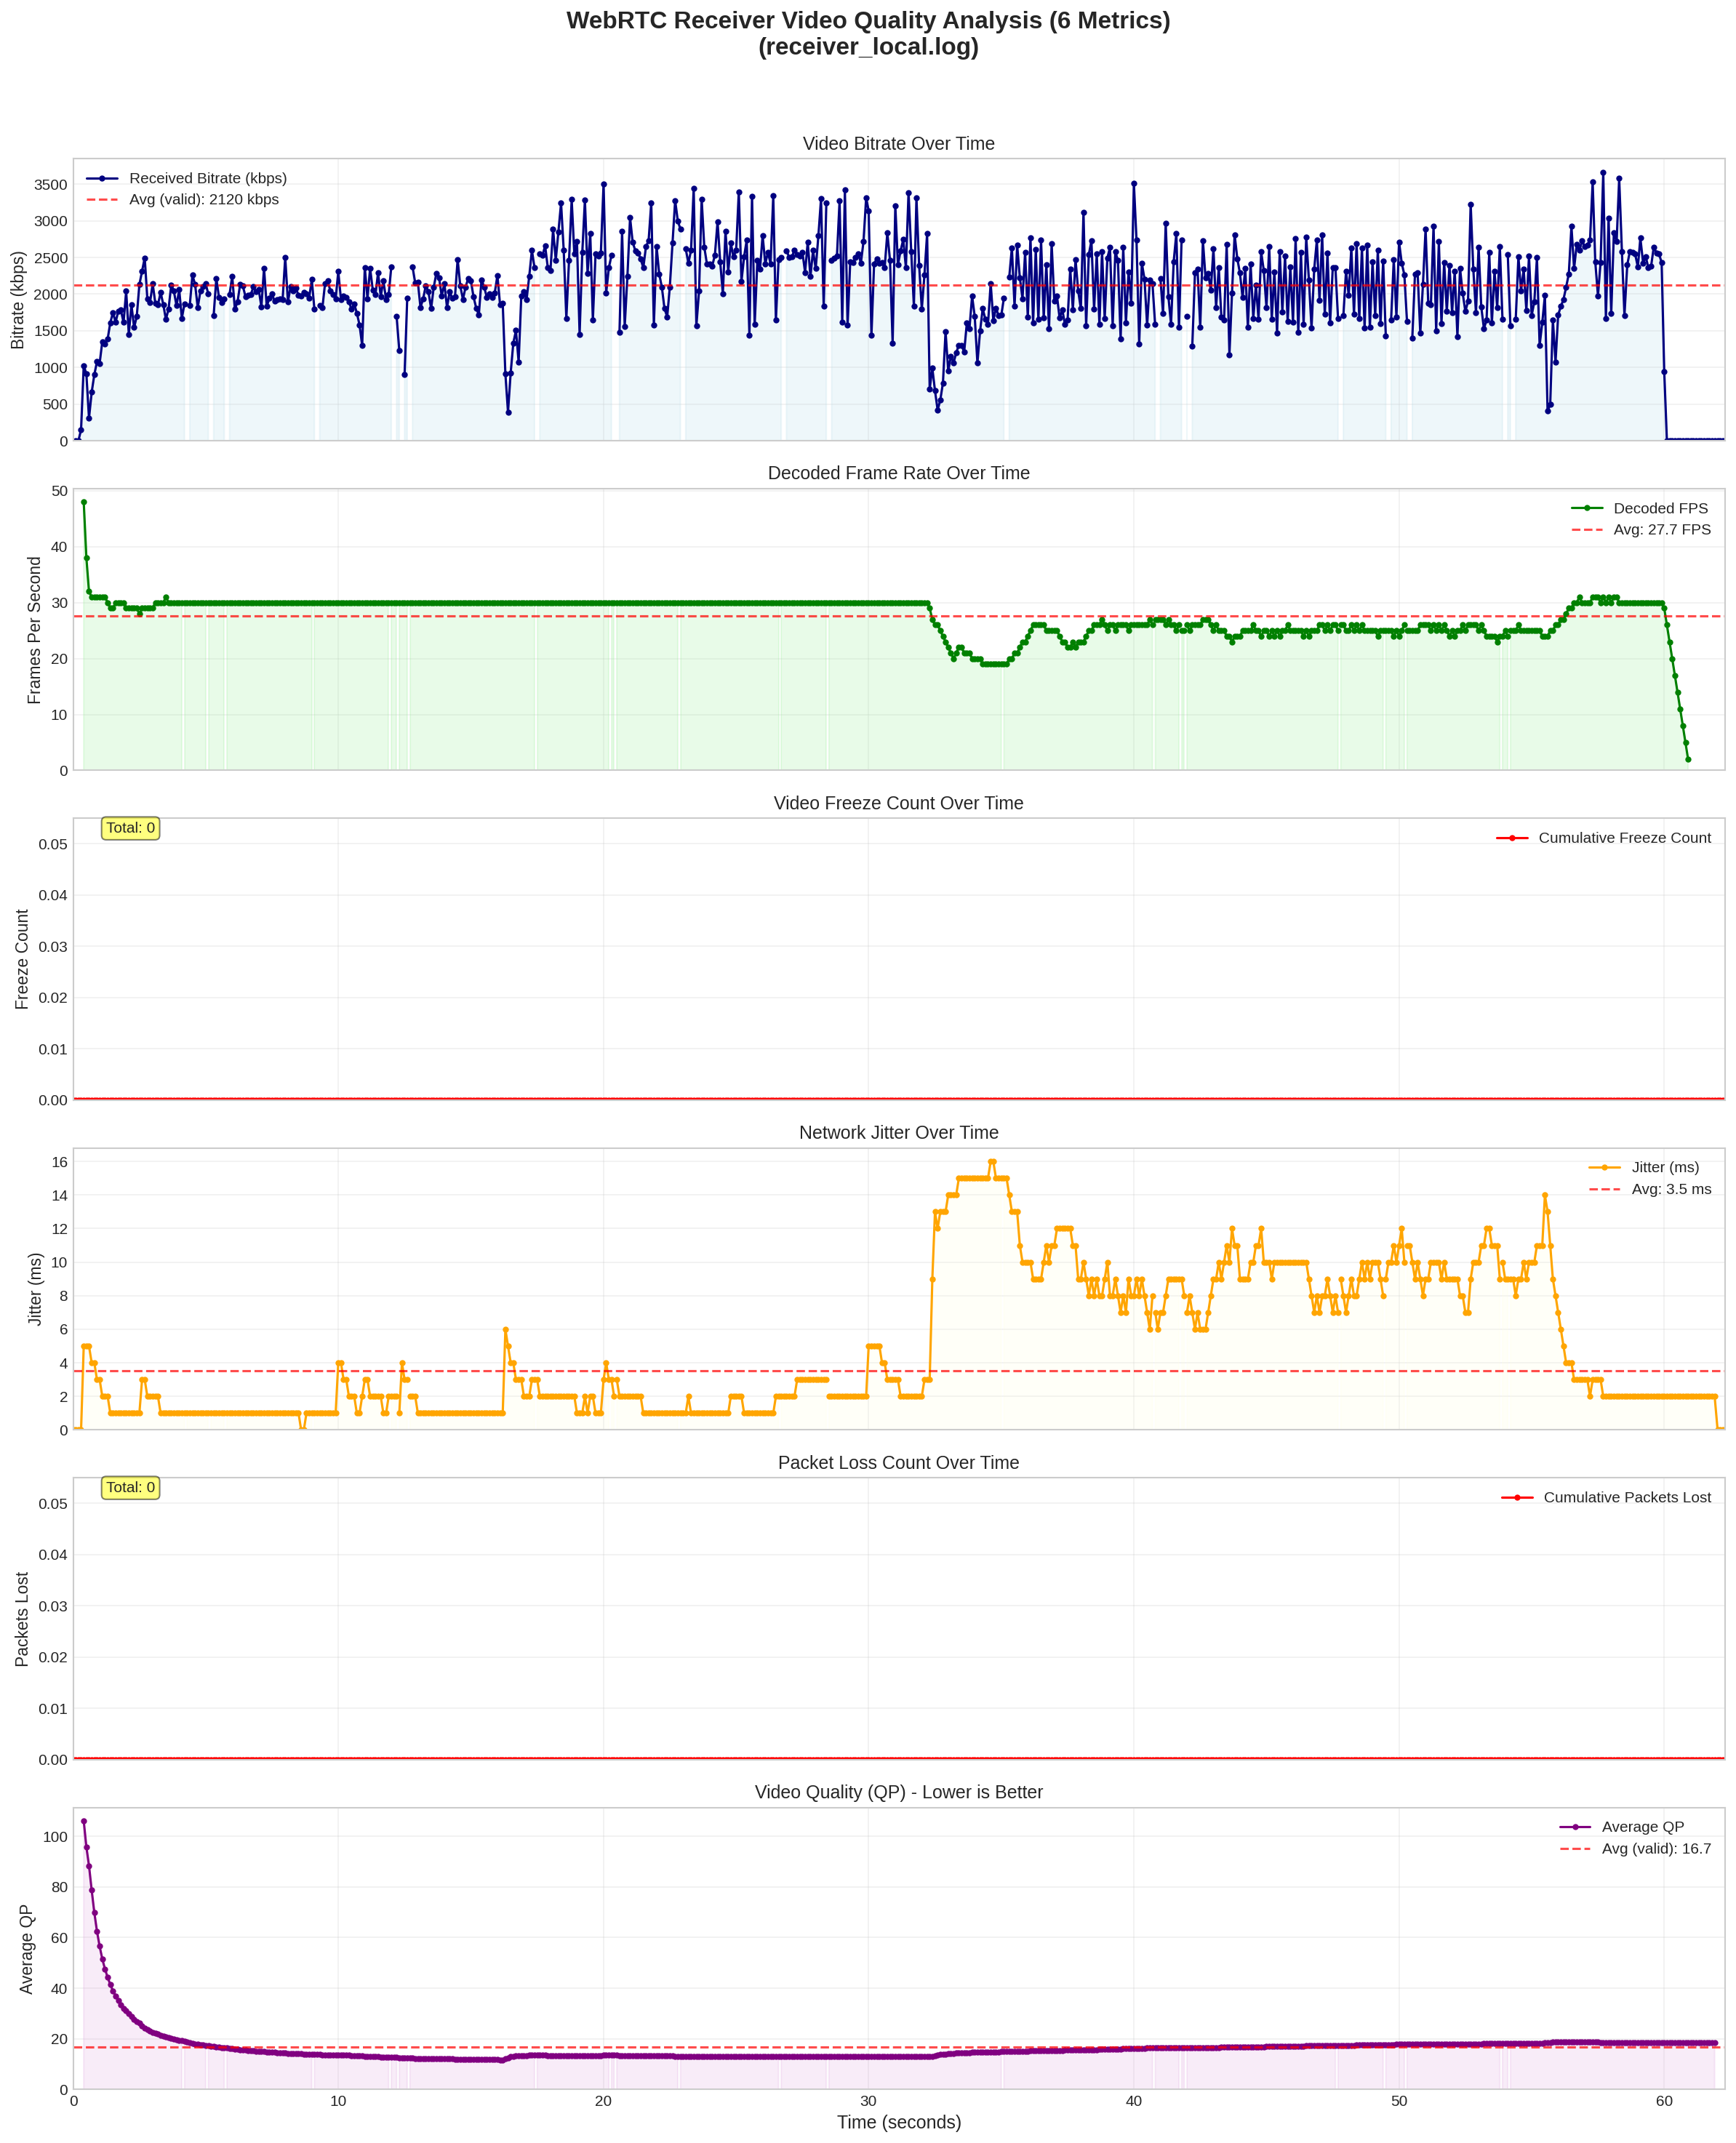 WebRTC Receiver Video Quality Analysis (6 Metrics)
(receiver_local.log)
Video Bitrate Over Time
Bitrate (kbps)
3500
3000
2500
2000
1500
1000
500
0
Received Bitrate (kbps)
Avg (valid): 2120 kbps
Decoded Frame Rate Over Time
Frames Per Second
50
40
30
20
10
0
Decoded FPS
Avg: 27.7 FPS
Video Freeze Count Over Time
Freeze Count
0.05
0.04
0.03
0.02
0.01
0.00
Total: 0
Cumulative Freeze Count
Network Jitter Over Time
Jitter (ms)
16
14
12
10
8
6
4
2
0
Jitter (ms)
Avg: 3.5 ms
Packet Loss Count Over Time
Packets Lost
0.05
0.04
0.03
0.02
0.01
0.00
Total: 0
Cumulative Packets Lost
Video Quality (QP) - Lower is Better
Average QP
100
80
60
40
20
0
Average QP
Avg (valid): 16.7
0 10 20 30 40 50 60
Time (seconds)